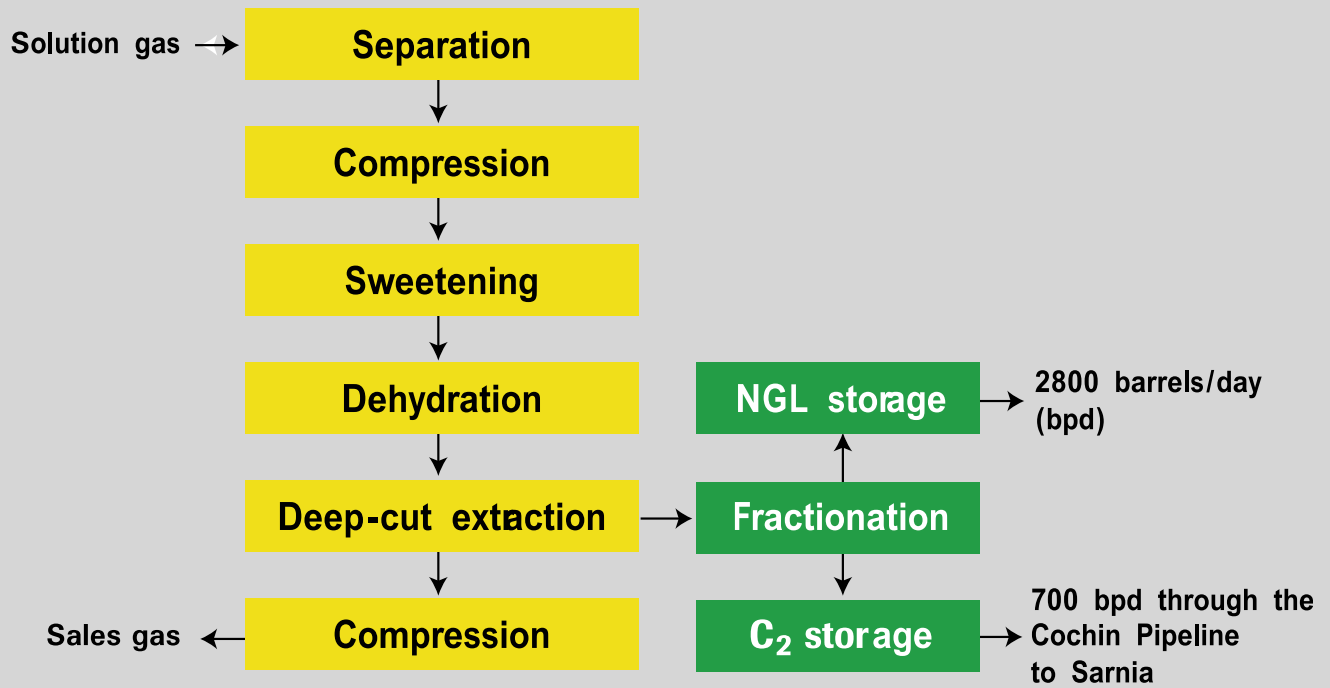 Solution gas
Separation
Compression
Sweetening
Dehydration
NGL storage
2800 barrels/day
(bpd)
Deep-cut extraction
Fractionation
Sales gas
Compression
C₂ storage
700 bpd through the
Cochin Pipeline
to Sarnia